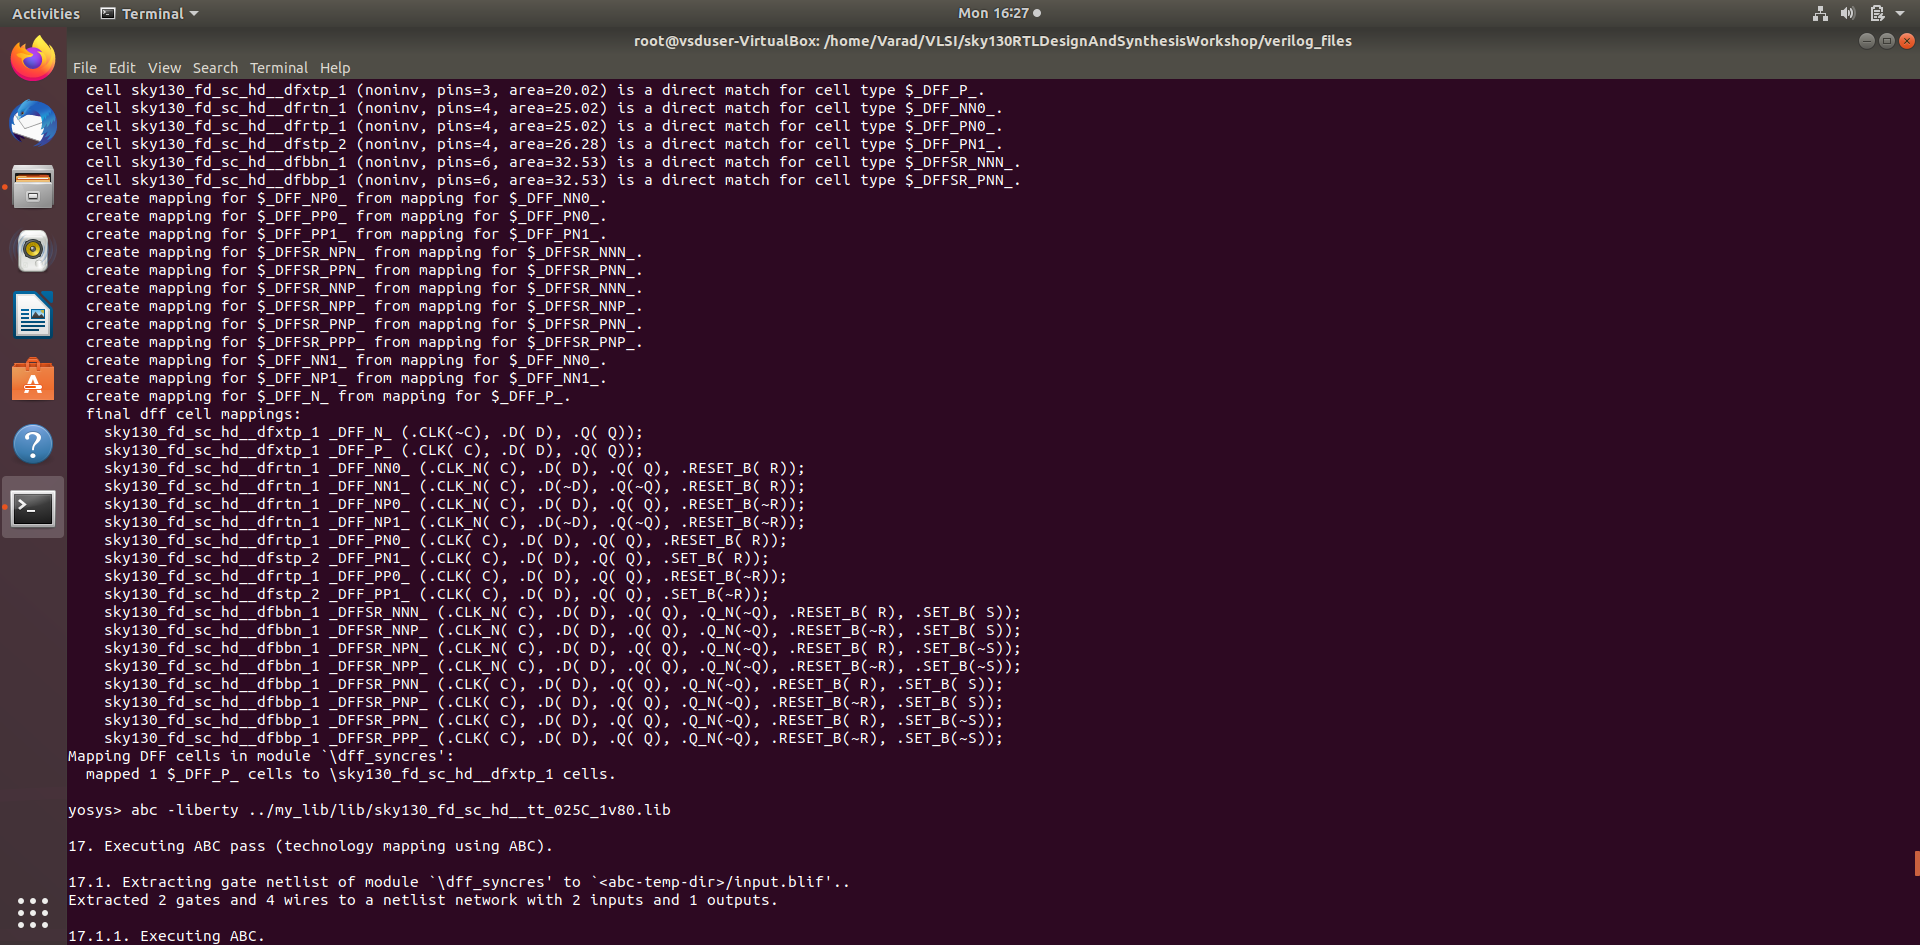 Activities Terminal Mon 16:27
root@vsduser-VirtualBox: /home/Varad/VLSI/sky130RTLDesignAndSynthesisWorkshop/verilog_files
File Edit View Search Terminal Help
cell sky130_fd_sc_hd__dfxtp_1 (noninv, pins=3, area=20.02) is a direct match for cell type $_DFF_P_.
cell sky130_fd_sc_hd__dfrtn_1 (noninv, pins=4, area=25.02) is a direct match for cell type $_DFF_NN0_.
cell sky130_fd_sc_hd__dfrtp_1 (noninv, pins=4, area=25.02) is a direct match for cell type $_DFF_PN0_.
cell sky130_fd_sc_hd__dfstp_2 (noninv, pins=4, area=26.28) is a direct match for cell type $_DFF_PN1_.
cell sky130_fd_sc_hd__dfbbn_1 (noninv, pins=6, area=32.53) is a direct match for cell type $_DFFSR_NNN_.
cell sky130_fd_sc_hd__dfbbp_1 (noninv, pins=6, area=32.53) is a direct match for cell type $_DFFSR_PNN_.
create mapping for $_DFF_NP0_ from mapping for $_DFF_NN0_.
create mapping for $_DFF_PP0_ from mapping for $_DFF_PN0_.
create mapping for $_DFF_PP1_ from mapping for $_DFF_PN1_.
create mapping for $_DFFSR_NPN_ from mapping for $_DFFSR_NNN_.
create mapping for $_DFFSR_PPN_ from mapping for $_DFFSR_PNN_.
create mapping for $_DFFSR_NNP_ from mapping for $_DFFSR_NNN_.
create mapping for $_DFFSR_NPP_ from mapping for $_DFFSR_NNP_.
create mapping for $_DFFSR_PNP_ from mapping for $_DFFSR_PNN_.
create mapping for $_DFFSR_PPP_ from mapping for $_DFFSR_PNP_.
create mapping for $_DFF_NN1_ from mapping for $_DFF_NN0_.
create mapping for $_DFF_NP1_ from mapping for $_DFF_NN1_.
create mapping for $_DFF_N_ from mapping for $_DFF_P_.
final dff cell mappings:
sky130_fd_sc_hd__dfxtp_1 _DFF_N_ (.CLK(~C), .D( D), .Q( Q));
sky130_fd_sc_hd__dfxtp_1 _DFF_P_ (.CLK( C), .D( D), .Q( Q));
sky130_fd_sc_hd__dfrtn_1 _DFF_NN0_ (.CLK_N( C), .D( D), .Q( Q), .RESET_B( R));
sky130_fd_sc_hd__dfrtn_1 _DFF_NN1_ (.CLK_N( C), .D(~D), .Q(~Q), .RESET_B( R));
sky130_fd_sc_hd__dfrtn_1 _DFF_NP0_ (.CLK_N( C), .D( D), .Q( Q), .RESET_B(~R));
sky130_fd_sc_hd__dfrtn_1 _DFF_NP1_ (.CLK_N( C), .D(~D), .Q(~Q), .RESET_B(~R));
sky130_fd_sc_hd__dfrtp_1 _DFF_PN0_ (.CLK( C), .D( D), .Q( Q), .RESET_B( R));
sky130_fd_sc_hd__dfstp_2 _DFF_PN1_ (.CLK( C), .D( D), .Q( Q), .SET_B( R));
sky130_fd_sc_hd__dfrtp_1 _DFF_PP0_ (.CLK( C), .D( D), .Q( Q), .RESET_B(~R));
sky130_fd_sc_hd__dfstp_2 _DFF_PP1_ (.CLK( C), .D( D), .Q( Q), .SET_B(~R));
sky130_fd_sc_hd__dfbbn_1 _DFFSR_NNN_ (.CLK_N( C), .D( D), .Q( Q), .Q_N(~Q), .RESET_B( R), .SET_B( S));
sky130_fd_sc_hd__dfbbn_1 _DFFSR_NNP_ (.CLK_N( C), .D( D), .Q( Q), .Q_N(~Q), .RESET_B(~R), .SET_B( S));
sky130_fd_sc_hd__dfbbn_1 _DFFSR_NPN_ (.CLK_N( C), .D( D), .Q( Q), .Q_N(~Q), .RESET_B( R), .SET_B(~S));
sky130_fd_sc_hd__dfbbn_1 _DFFSR_NPP_ (.CLK_N( C), .D( D), .Q( Q), .Q_N(~Q), .RESET_B(~R), .SET_B(~S));
sky130_fd_sc_hd__dfbbp_1 _DFFSR_PNN_ (.CLK( C), .D( D), .Q( Q), .Q_N(~Q), .RESET_B( R), .SET_B( S));
sky130_fd_sc_hd__dfbbp_1 _DFFSR_PNP_ (.CLK( C), .D( D), .Q( Q), .Q_N(~Q), .RESET_B(~R), .SET_B( S));
sky130_fd_sc_hd__dfbbp_1 _DFFSR_PPN_ (.CLK( C), .D( D), .Q( Q), .Q_N(~Q), .RESET_B( R), .SET_B(~S));
sky130_fd_sc_hd__dfbbp_1 _DFFSR_PPP_ (.CLK( C), .D( D), .Q( Q), .Q_N(~Q), .RESET_B(~R), .SET_B(~S));
Mapping DFF cells in module `\dff_syncres':
mapped 1 $_DFF_P_ cells to \sky130_fd_sc_hd__dfxtp_1 cells.
yosys> abc -liberty ../my_lib/lib/sky130_fd_sc_hd__tt_025C_1v80.lib
17. Executing ABC pass (technology mapping using ABC).
17.1. Extracting gate netlist of module `\dff_syncres' to `<abc-temp-dir>/input.blif'..
Extracted 2 gates and 4 wires to a netlist network with 2 inputs and 1 outputs.
17.1.1. Executing ABC.